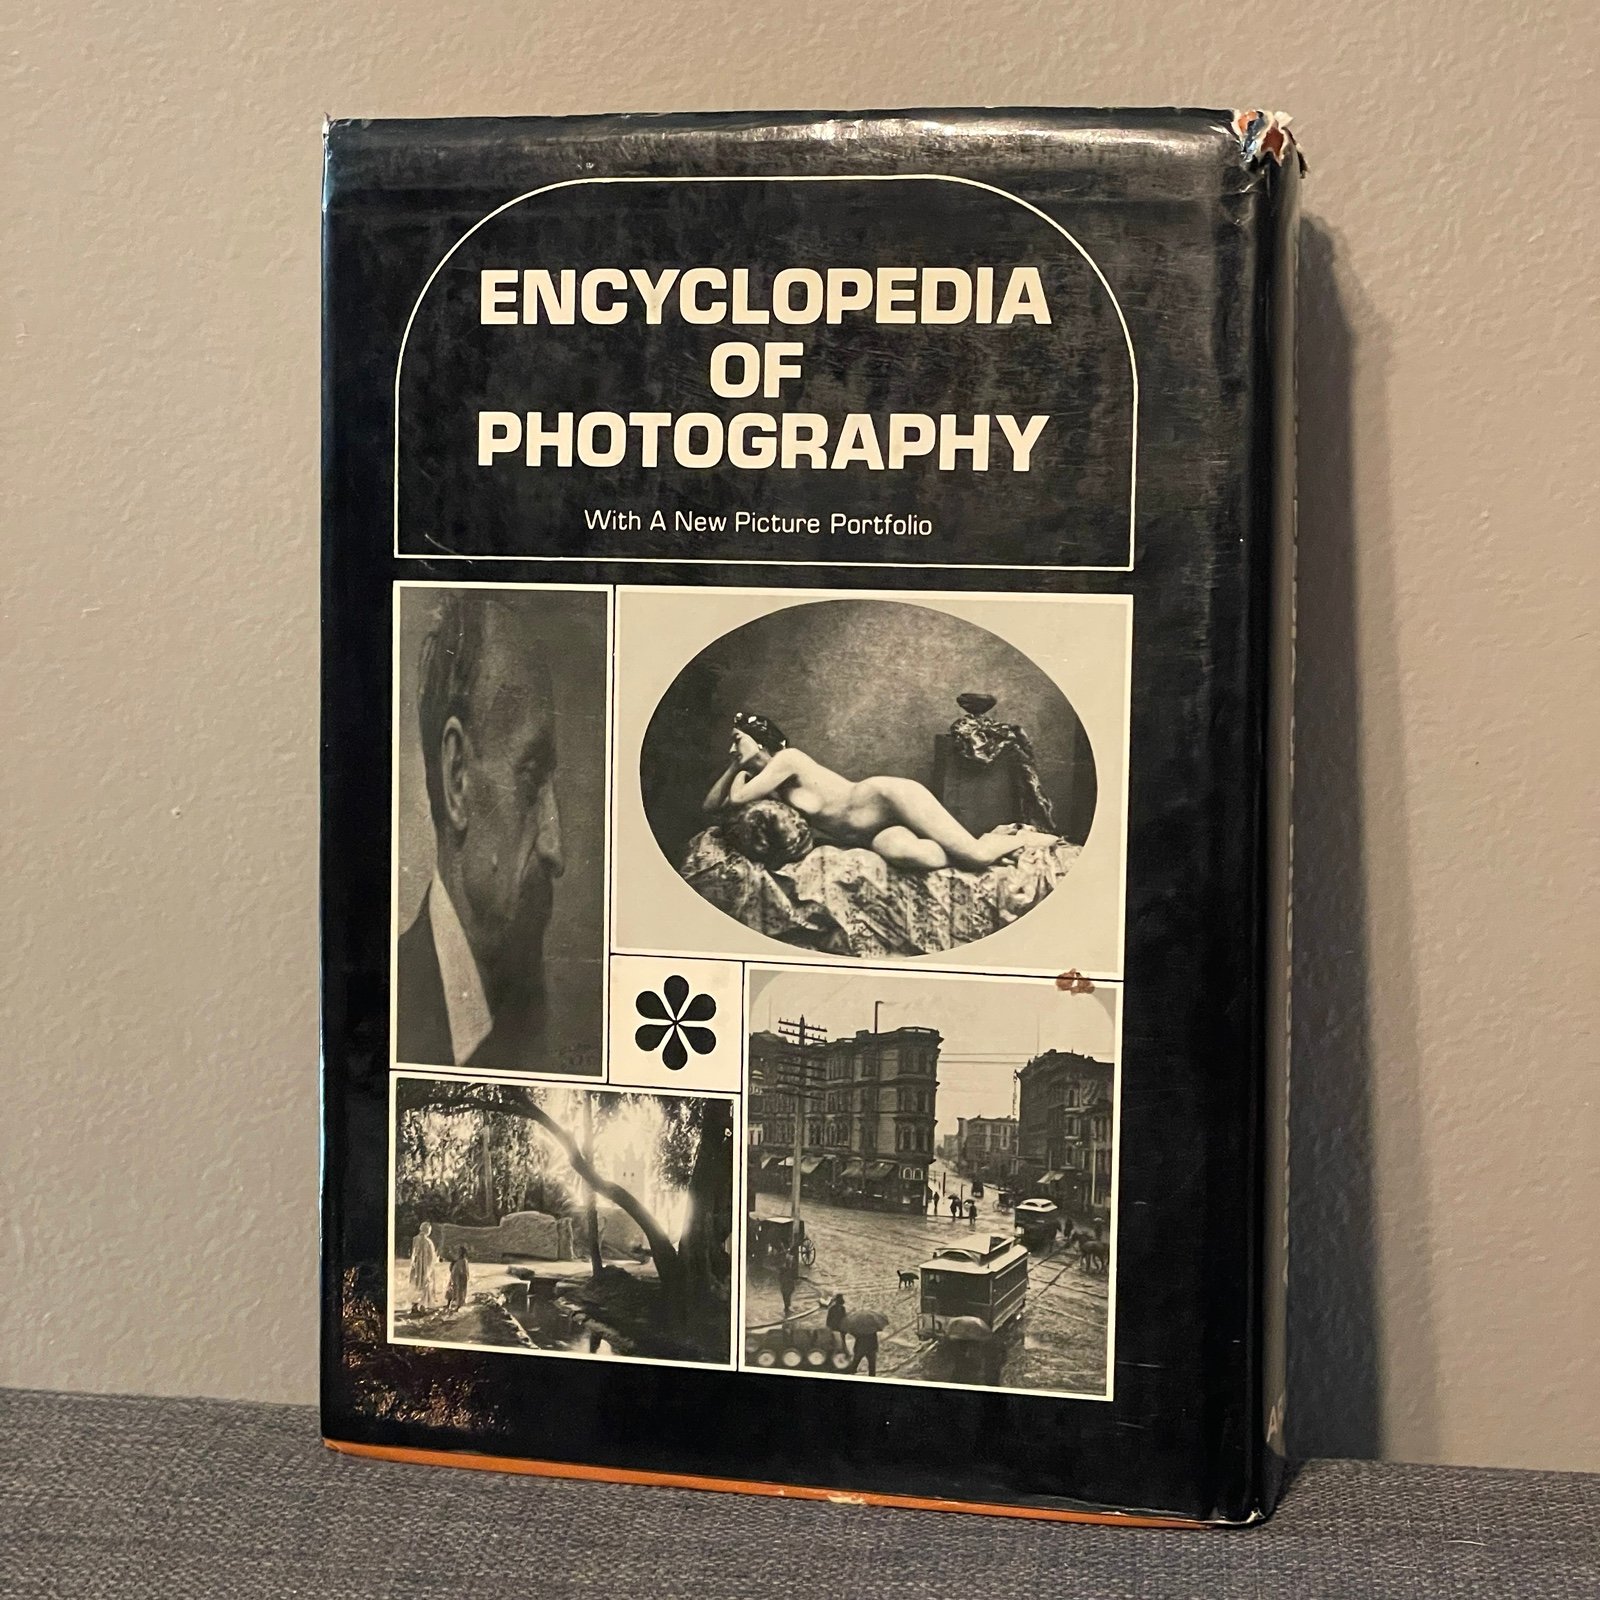 ENCYCLOPEDIA
OF
PHOTOGRAPHY
With A New Picture Portfolio